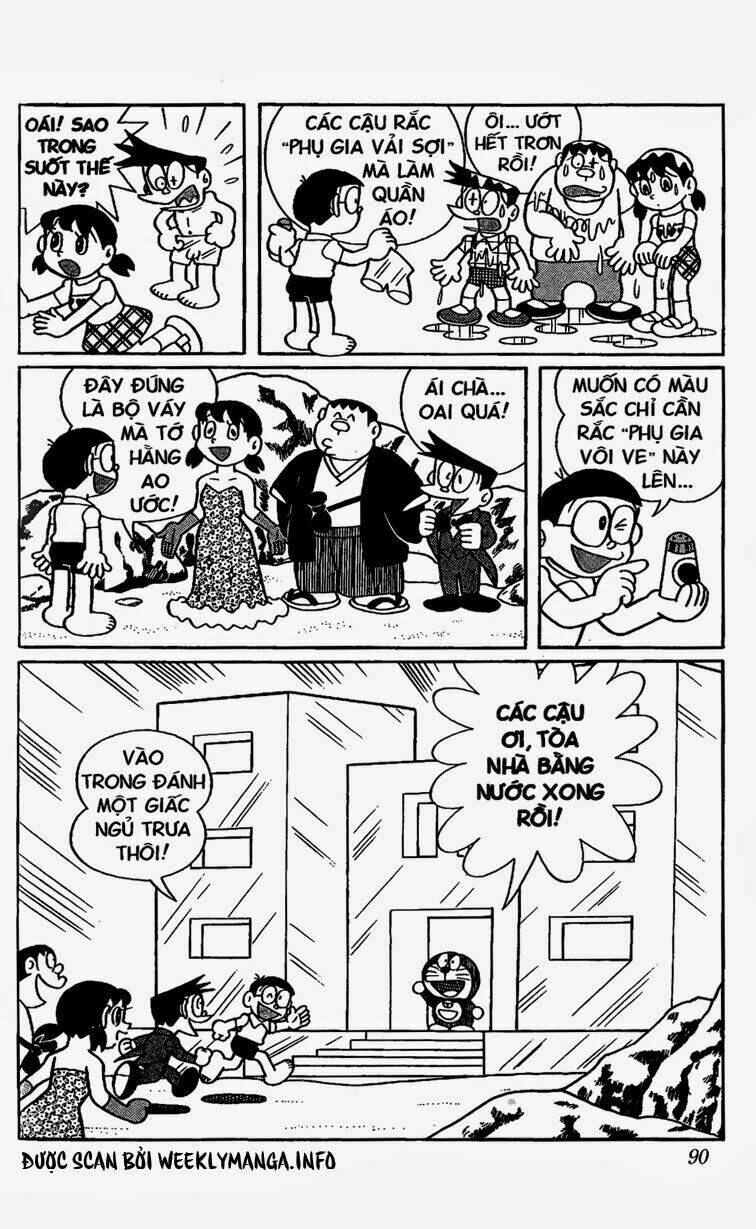 CÁC CẬU RẮC
“PHỤ GIA VẢI SỢI”
MÀ LÀM
QUẦN
ÁO!
ÔI... ƯỚT
HẾT TRƠN
RỒI!
OÁI! SAO
TRONG
SUỐT THẾ
NÀY?
ĐÂY ĐÚNG
LÀ BỘ VÁY
MÀ TỚ
HẰNG
AO
ƯỚC!
ÁI CHÀ...
OAI QUÁ!
MUỐN CÓ MÀU
SẮC CHỈ CẦN
RẮC “PHỤ GIA
VÔI VE” NÀY
LÊN...
VÀO
TRONG ĐÁNH
MỘT GIẤC
NGỦ TRƯA
THÔI!
CÁC CẬU
ƠI, TÒA
NHÀ BẰNG
NƯỚC XONG
RỒI!
ĐƯỢC SCAN BỞI WEEKLYMANGA.INFO
90